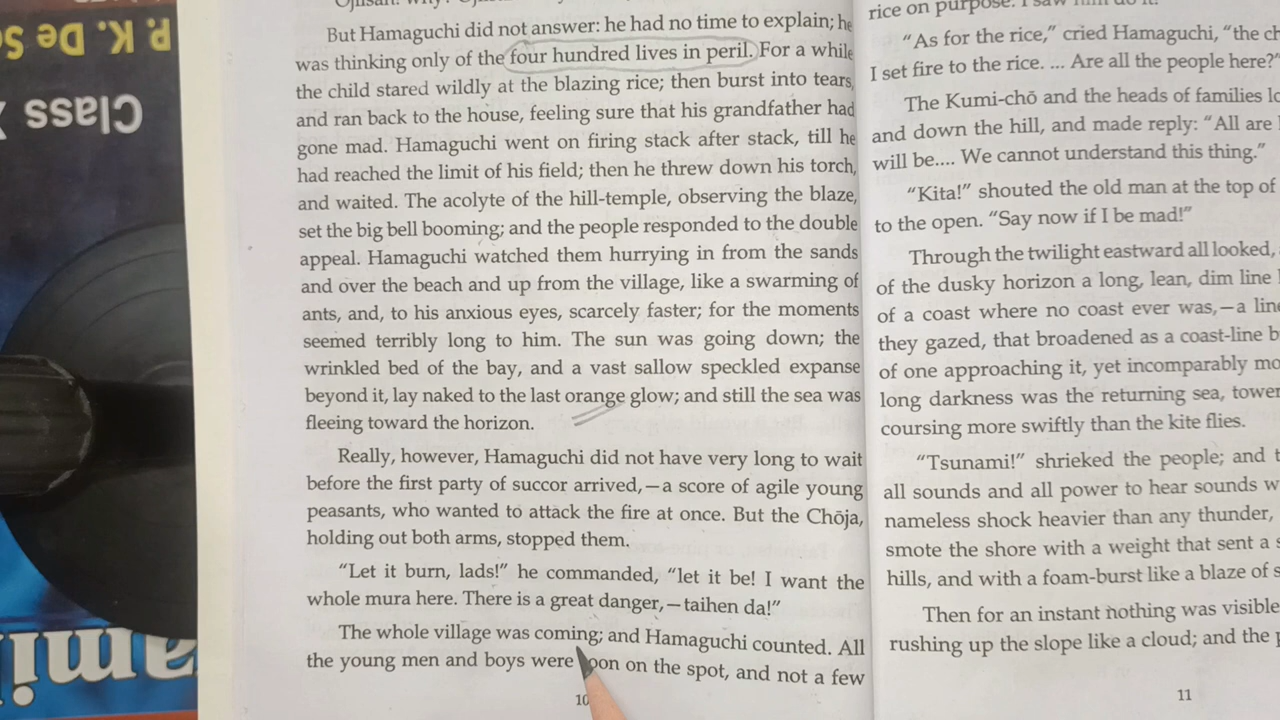 P. K. De S
Class
ami
But Hamaguchi did not answer: he had no time to explain; he
was thinking only of the four hundred lives in peril. For a while
the child stared wildly at the blazing rice; then burst into tears,
and ran back to the house, feeling sure that his grandfather had
gone mad. Hamaguchi went on firing stack after stack, till he
had reached the limit of his field; then he threw down his torch,
and waited. The acolyte of the hill-temple, observing the blaze,
set the big bell booming; and the people responded to the double
appeal. Hamaguchi watched them hurrying in from the sands
and over the beach and up from the village, like a swarming of
ants, and, to his anxious eyes, scarcely faster; for the moments
seemed terribly long to him. The sun was going down; the
wrinkled bed of the bay, and a vast sallow speckled expanse
beyond it, lay naked to the last orange glow; and still the sea was
fleeing toward the horizon.
Really, however, Hamaguchi did not have very long to wait
before the first party of succor arrived,—a score of agile young
peasants, who wanted to attack the fire at once. But the Chōja,
holding out both arms, stopped them.
"Let it burn, lads!" he commanded, "let it be! I want the
whole mura here. There is a great danger,—taihen da!"
The whole village was coming; and Hamaguchi counted. All
the young men and boys were oon on the spot, and not a few
10
rice on purpose. I saw him do it!
"As for the rice," cried Hamaguchi, "the ch
I set fire to the rice. ... Are all the people here?"
The Kumi-chō and the heads of families lo
and down the hill, and made reply: "All are
will be.... We cannot understand this thing."
"Kita!" shouted the old man at the top of
to the open. "Say now if I be mad!"
Through the twilight eastward all looked,
of the dusky horizon a long, lean, dim line
of a coast where no coast ever was,—a lin
they gazed, that broadened as a coast-line b
of one approaching it, yet incomparably mo
long darkness was the returning sea, tower
coursing more swiftly than the kite flies.
"Tsunami!" shrieked the people; and t
all sounds and all power to hear sounds w
nameless shock heavier than any thunder,
smote the shore with a weight that sent a s
hills, and with a foam-burst like a blaze of s
Then for an instant nothing was visible
rushing up the slope like a cloud; and the p
11